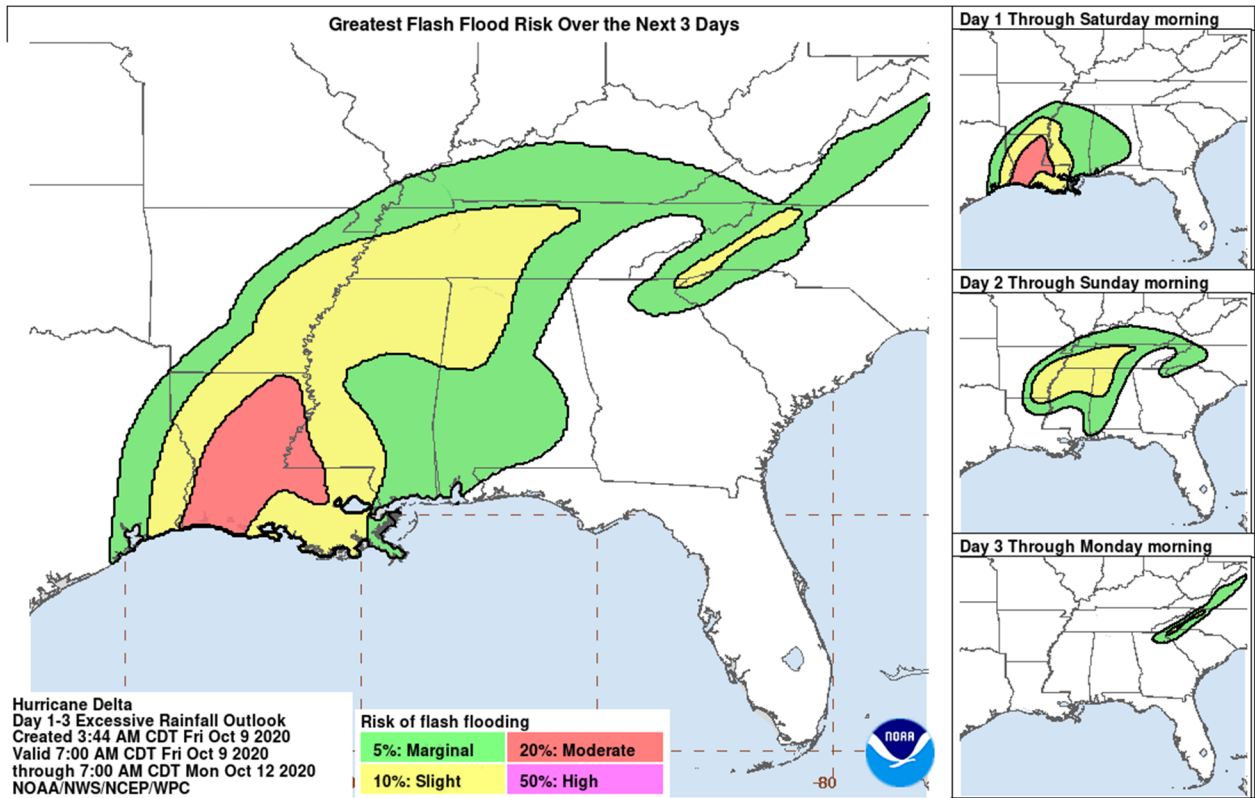 Greatest Flash Flood Risk Over the Next 3 Days
Day 1 Through Saturday morning
Day 2 Through Sunday morning
Day 3 Through Monday morning
Hurricane Delta
Day 1-3 Excessive Rainfall Outlook
Created 3:44 AM CDT Fri Oct 9 2020
Valid 7:00 AM CDT Fri Oct 9 2020
through 7:00 AM CDT Mon Oct 12 2020
NOAA/NWS/NCEP/WPC
Risk of flash flooding
5%: Marginal
20%: Moderate
10%: Slight
50%: High
NOAA
-80